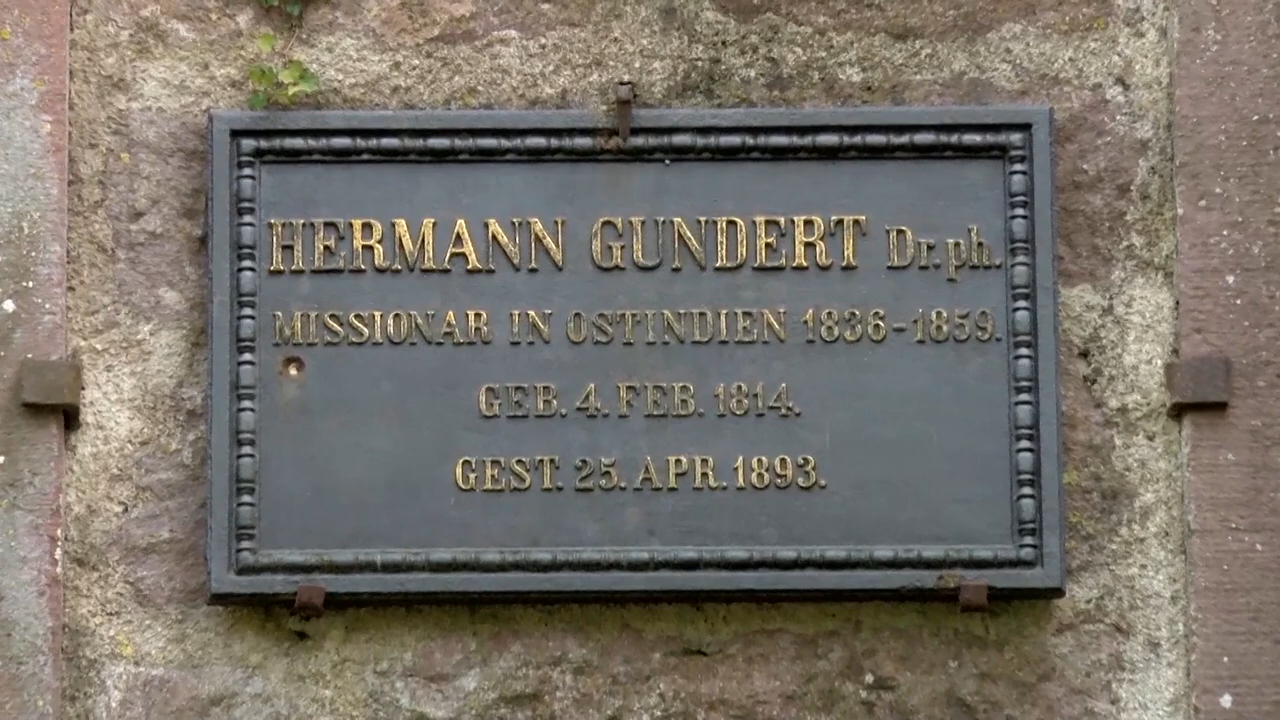 HERMANN GUNDERT Dr. ph.
MISSIONAR IN OSTINDIEN 1836-1859.
GEB. 4. FEB. 1814.
GEST. 25. APR. 1893.